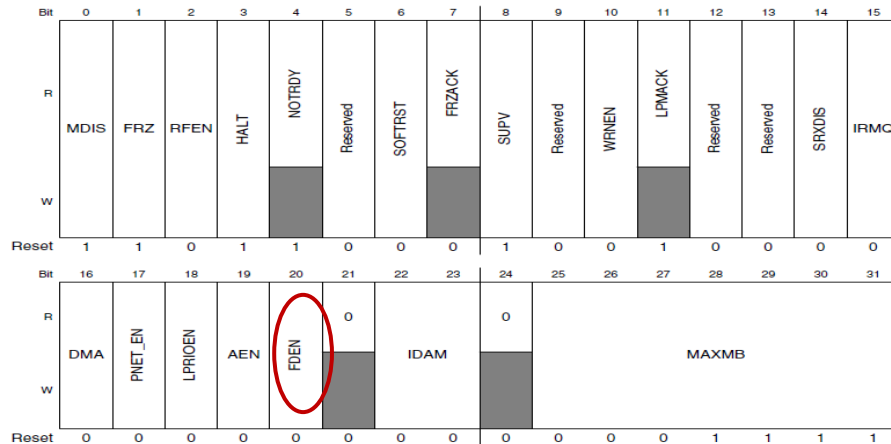 Bit 0 1 2 3 4 5 6 7 8 9 10 11 12 13 14 15
R
MDIS FRZ RFEN HALT NOTRDY Reserved SOFTRST FRZACK SUPV Reserved WRNEN LPMACK Reserved Reserved SRXDIS IRMQ
W
Reset 1 1 0 1 1 0 0 0 1 0 0 1 0 0 0 0
Bit 16 17 18 19 20 21 22 23 24 25 26 27 28 29 30 31
R 0 0
DMA PNET_EN LPRIOEN AEN FDEN IDAM MAXMB
W
Reset 0 0 0 0 0 0 0 0 0 0 0 0 1 1 1 1